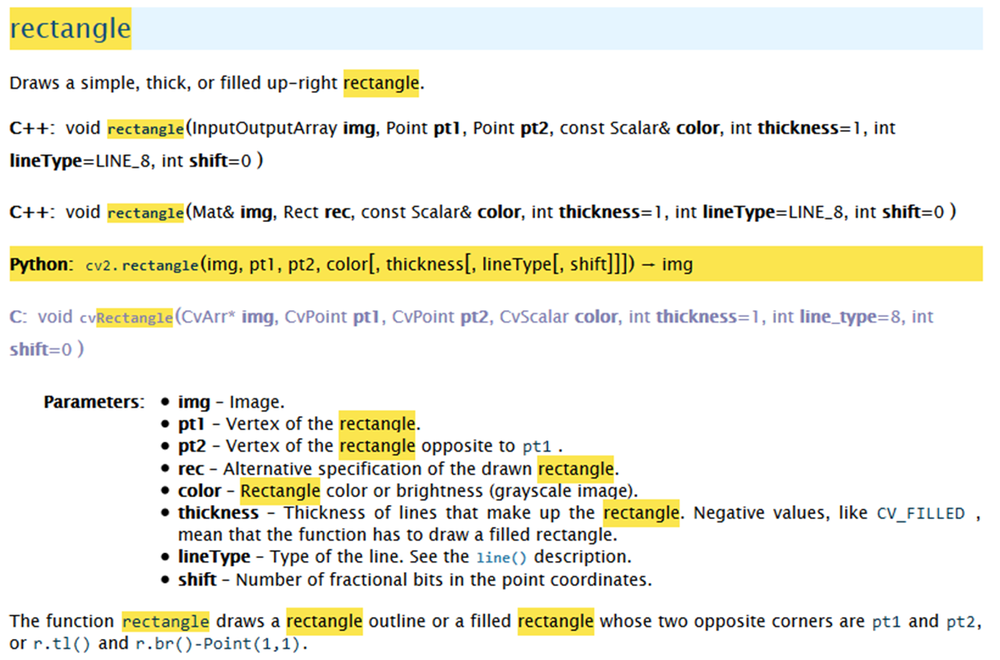 rectangle
Draws a simple, thick, or filled up-right rectangle.
C++: void rectangle(InputOutputArray img, Point pt1, Point pt2, const Scalar& color, int thickness=1, int
lineType=LINE_8, int shift=0 )
C++: void rectangle(Mat& img, Rect rec, const Scalar& color, int thickness=1, int lineType=LINE_8, int shift=0 )
Python: cv2.rectangle(img, pt1, pt2, color[, thickness[, lineType[, shift]]]) → img
C: void cvRectangle(CvArr* img, CvPoint pt1, CvPoint pt2, CvScalar color, int thickness=1, int line_type=8, int
shift=0 )
Parameters: • img – Image.
• pt1 – Vertex of the rectangle.
• pt2 – Vertex of the rectangle opposite to pt1 .
• rec – Alternative specification of the drawn rectangle.
• color – Rectangle color or brightness (grayscale image).
• thickness – Thickness of lines that make up the rectangle. Negative values, like CV_FILLED ,
mean that the function has to draw a filled rectangle.
• lineType – Type of the line. See the line() description.
• shift – Number of fractional bits in the point coordinates.
The function rectangle draws a rectangle outline or a filled rectangle whose two opposite corners are pt1 and pt2,
or r.tl() and r.br()-Point(1,1).